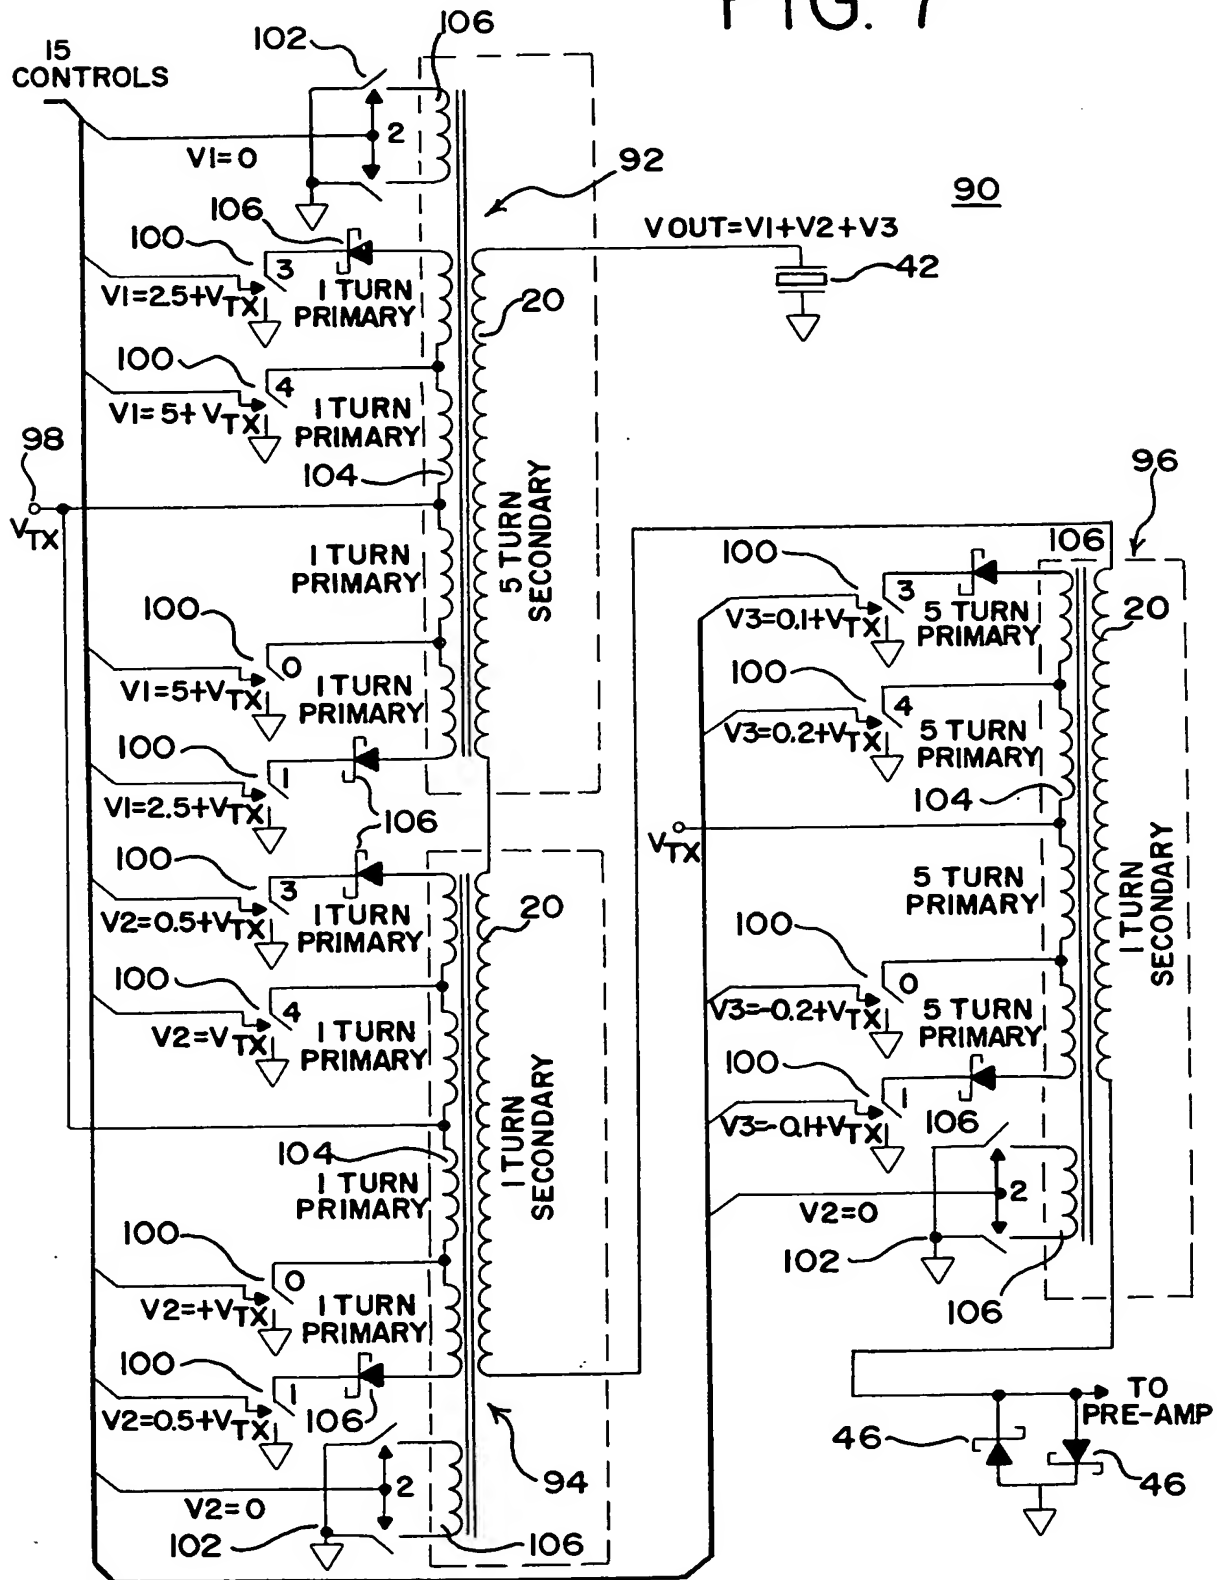 FIG. 7
15
CONTROLS
102
106
2
V1=0
92
90
106
100
3
V1=2.5+VTX
1 TURN
PRIMARY
VOUT=V1+V2+V3
42
20
100
4
V1=5+VTX
1 TURN
PRIMARY
104
98
VTX
5 TURN
SECONDARY
1 TURN
PRIMARY
100
0
V1=5+VTX
1 TURN
PRIMARY
100
1
V1=2.5+VTX
106
100
3
V2=0.5+VTX
1 TURN
PRIMARY
20
100
4
V2=VTX
1 TURN
PRIMARY
1 TURN
SECONDARY
104
1 TURN
PRIMARY
100
0
V2=+VTX
1 TURN
PRIMARY
100
1
V2=0.5+VTX
106
94
2
V2=0
102
106
96
106
100
3
V3=0.1+VTX
5 TURN
PRIMARY
20
100
4
V3=0.2+VTX
5 TURN
PRIMARY
104
VTX
1 TURN
SECONDARY
5 TURN
PRIMARY
100
0
V3=-0.2+VTX
5 TURN
PRIMARY
100
1
V3=-0.1+VTX
106
2
V2=0
102
106
TO
PRE-AMP
46
46